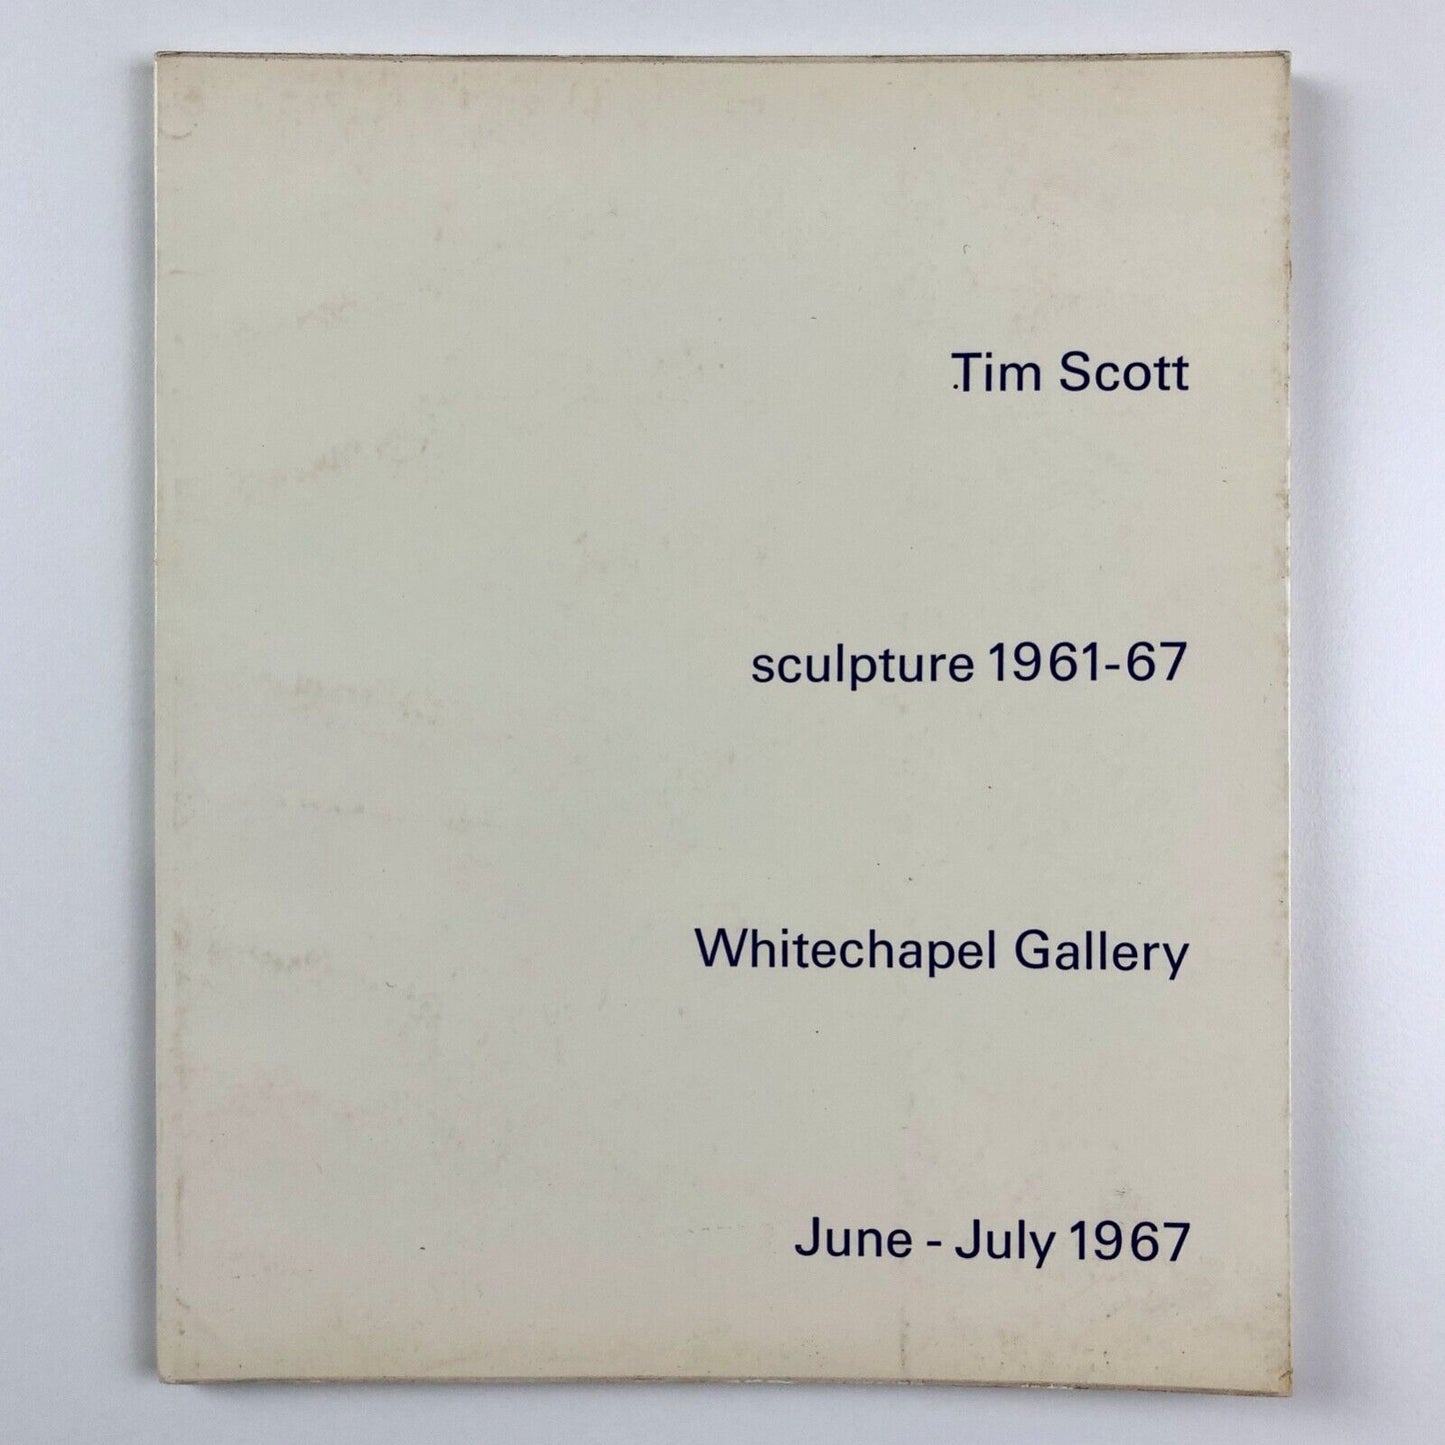 Tim Scott
sculpture 1961-67
Whitechapel Gallery
June - July 1967